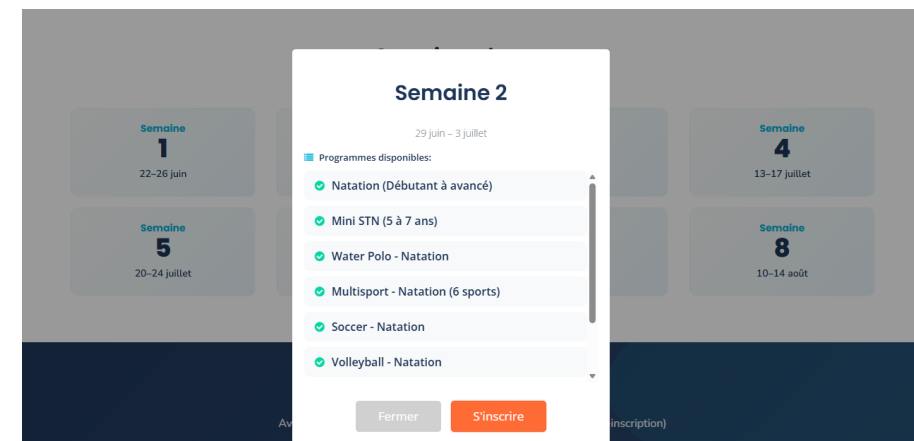 Semaine 2
29 juin – 3 juillet
Programmes disponibles:
Natation (Débutant à avancé)
Mini STN (5 à 7 ans)
Water Polo - Natation
Multisport - Natation (6 sports)
Soccer - Natation
Volleyball - Natation
Fermer
S'inscrire
Semaine
1
22–26 juin
Semaine
4
13–17 juillet
Semaine
5
20–24 juillet
Semaine
8
10–14 août
Av
inscription)